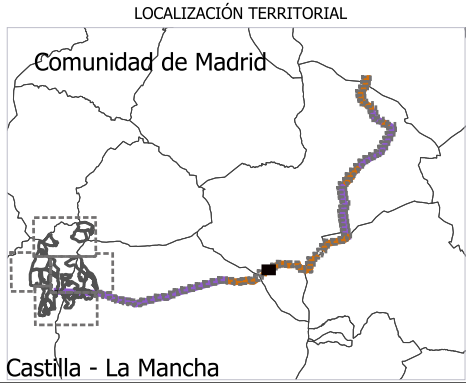 LOCALIZACIÓN TERRITORIAL
Comunidad de Madrid
Castilla - La Mancha